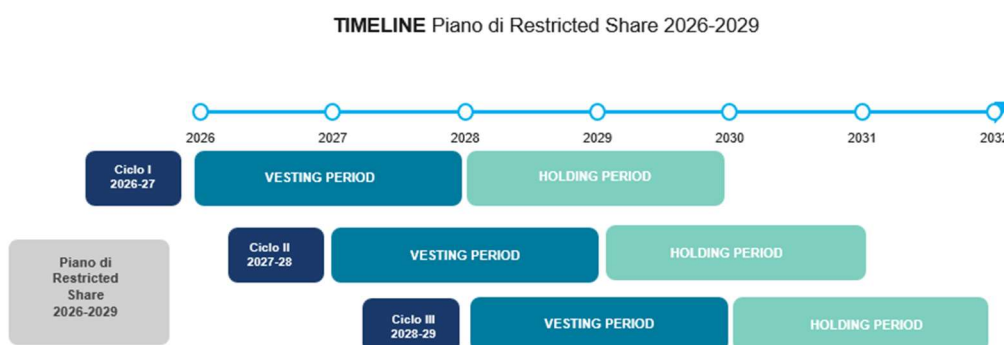 TIMELINE Piano di Restricted Share 2026-2029
2026 2027 2028 2029 2030 2031 2032
Ciclo I
2026-27
VESTING PERIOD
HOLDING PERIOD
Ciclo II
2027-28
VESTING PERIOD
HOLDING PERIOD
Piano di
Restricted
Share
2026-2029
Ciclo III
2028-29
VESTING PERIOD
HOLDING PERIOD